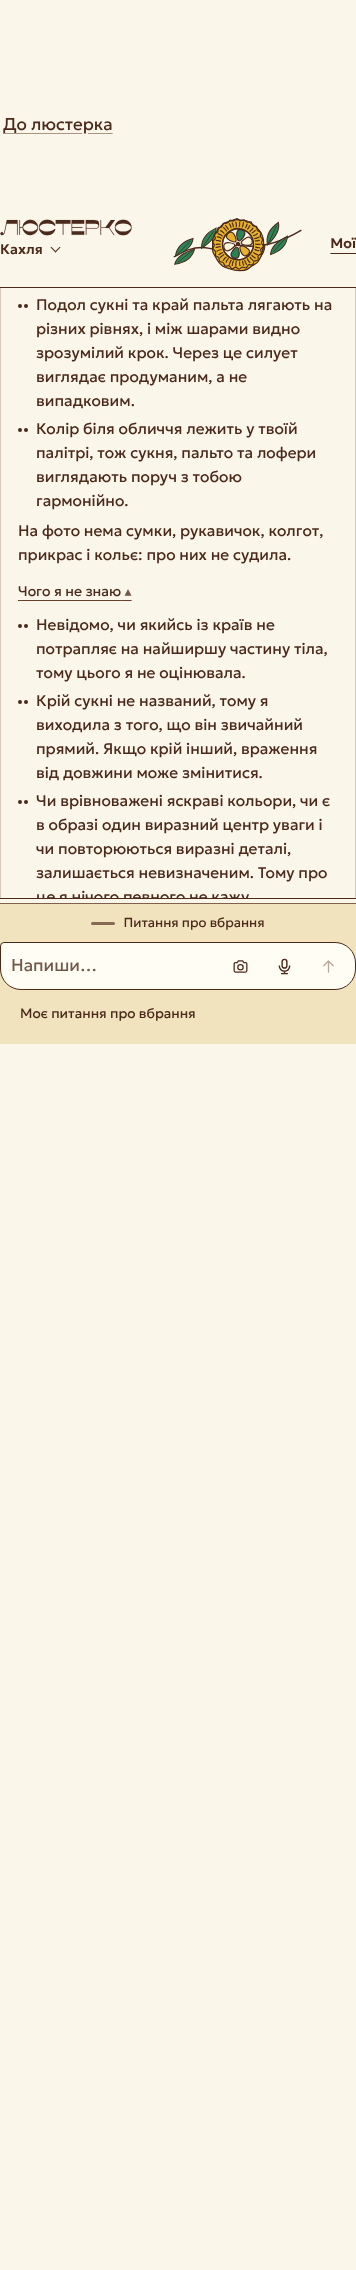 До люстерка
ЛЮСТЕРКО
Кахля
Мої
Подол сукні та край пальта лягають на
різних рівнях, і між шарами видно
зрозумілий крок. Через це силует
виглядає продуманим, а не
випадковим.
Колір біля обличчя лежить у твоїй
палітрі, тож сукня, пальто та лофери
виглядають поруч з тобою
гармонійно.
На фото нема сумки, рукавичок, колгот,
прикрас і кольє: про них не судила.
Чого я не знаю ▴
Невідомо, чи якийсь із країв не
потрапляє на найширшу частину тіла,
тому цього я не оцінювала.
Крій сукні не названий, тому я
виходила з того, що він звичайний
прямий. Якщо крій інший, враження
від довжини може змінитися.
Чи врівноважені яскраві кольори, чи є
в образі один виразний центр уваги і
чи повторюються виразні деталі,
залишається невизначеним. Тому про
це я нічого певного не кажу.
Питання про вбрання
Напиши...
Моє питання про вбрання